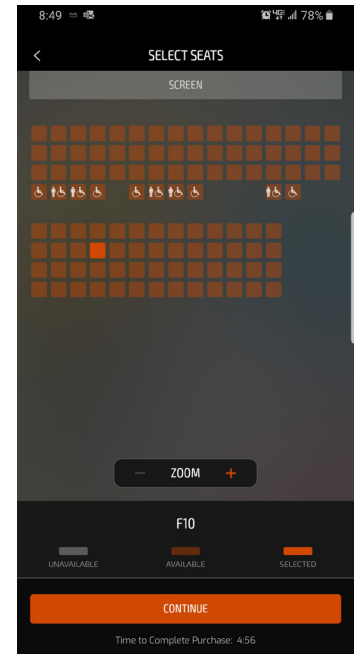 8:49 78%
< SELECT SEATS
SCREEN
− ZOOM +
F10
UNAVAILABLE AVAILABLE SELECTED
CONTINUE
Time to Complete Purchase: 4:56